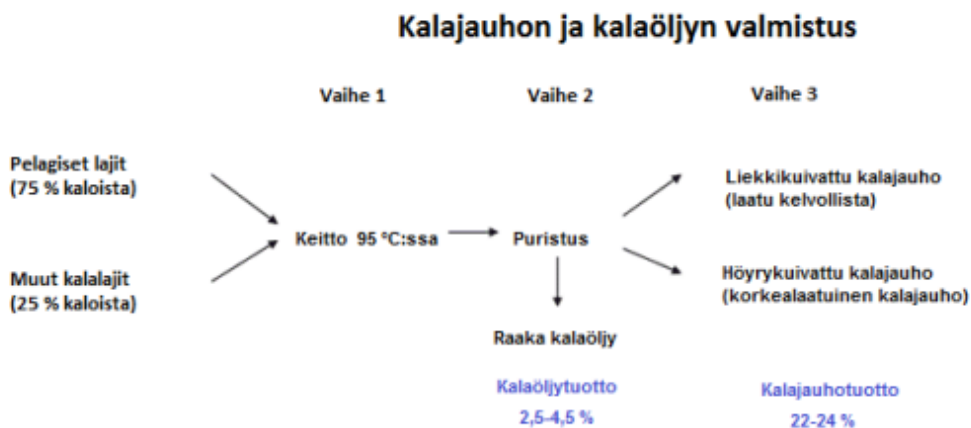 Kalajauhon ja kalaöljyn valmistus
Vaihe 1
Vaihe 2
Vaihe 3
Pelagiset lajit
(75 % kaloista)
Muut kalalajit
(25 % kaloista)
Keitto 95 ºC:ssa
Puristus
Liekkikuivattu kalajauho
(laatu kelvollista)
Höyrykuivattu kalajauho
(korkealaatuinen kalajauho)
Raaka kalaöljy
Kalaöljytuotto
2,5-4,5 %
Kalajauhotuotto
22-24 %